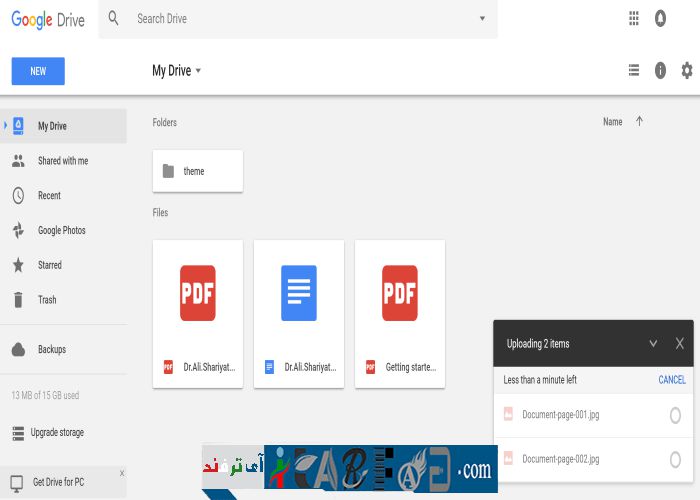 Google Drive
Search Drive
NEW
My Drive
My Drive
Shared with me
Recent
Google Photos
Starred
Trash
Backups
13 MB of 15 GB used
Upgrade storage
Get Drive for PC
X
Folders
Name
theme
Files
PDF
PDF
Dr.Ali.Shariyat...
Dr.Ali.Shariyat...
Getting starte...
Uploading 2 items
X
Less than a minute left
CANCEL
Document-page-001.jpg
Document-page-002.jpg
آی ترفند
.com